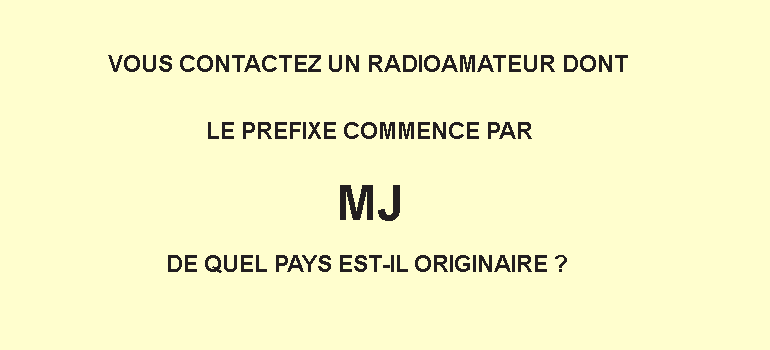 VOUS CONTACTEZ UN RADIOAMATEUR DONT
LE PREFIXE COMMENCE PAR
MJ
DE QUEL PAYS EST-IL ORIGINAIRE ?